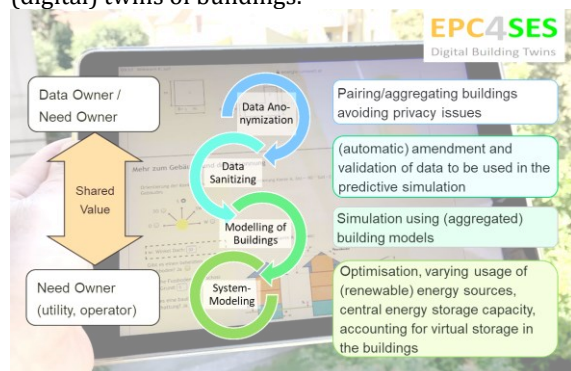 (digital) twins of buildings.
EPC4SES
Digital Building Twins
Data Owner /
Need Owner
Shared
Value
Need Owner
(utility, operator)
Data Ano-
nymization
Data
Sanitizing
Modelling of
Buildings
System-
Modeling
Pairing/aggregating buildings
avoiding privacy issues
(automatic) amendment and
validation of data to be used in the
predictive simulation
Simulation using (aggregated)
building models
Optimisation, varying usage of
(renewable) energy sources,
central energy storage capacity,
accounting for virtual storage in
the buildings
Mehr zum Gebäude